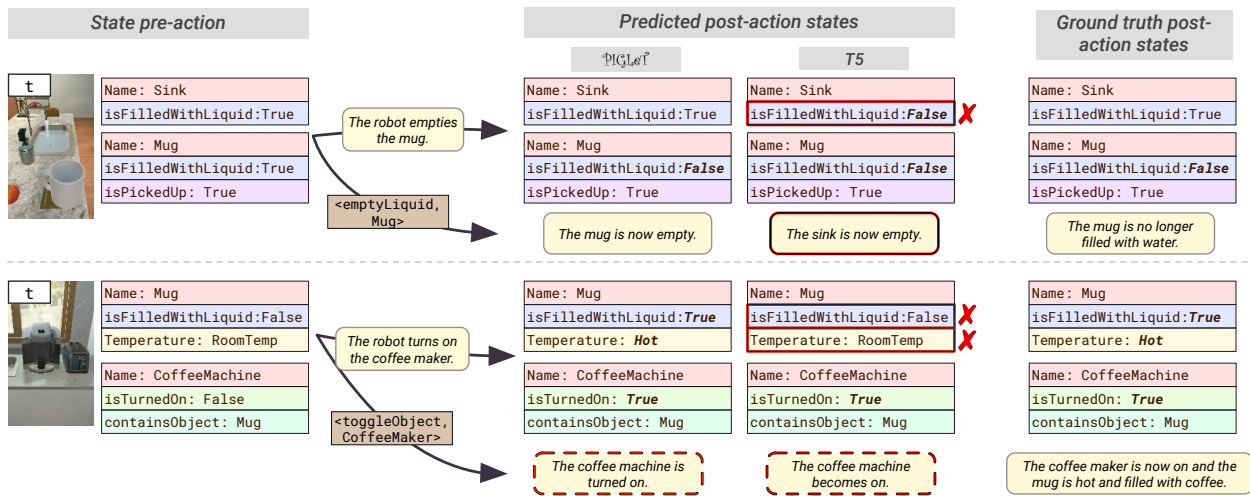 State pre-action
Predicted post-action states
Ground truth post-
action states
PIGLeT
T5
t
Name: Sink
isFilledWithLiquid:True
Name: Mug
isFilledWithLiquid:True
isPickedUp: True
The robot empties
the mug.
<emptyLiquid,
Mug>
Name: Sink
isFilledWithLiquid:True
Name: Mug
isFilledWithLiquid:False
isPickedUp: True
The mug is now empty.
Name: Sink
isFilledWithLiquid:False
Name: Mug
isFilledWithLiquid:False
isPickedUp: True
The sink is now empty.
Name: Sink
isFilledWithLiquid:True
Name: Mug
isFilledWithLiquid:False
isPickedUp: True
The mug is no longer
filled with water.
t
Name: Mug
isFilledWithLiquid:False
Temperature: RoomTemp
Name: CoffeeMachine
isTurnedOn: False
containsObject: Mug
The robot turns on
the coffee maker.
<toggleObject,
CoffeeMaker>
Name: Mug
isFilledWithLiquid:True
Temperature: Hot
Name: CoffeeMachine
isTurnedOn: True
containsObject: Mug
The coffee machine is
turned on.
Name: Mug
isFilledWithLiquid:False
Temperature: RoomTemp
Name: CoffeeMachine
isTurnedOn: True
containsObject: Mug
The coffee machine
becomes on.
Name: Mug
isFilledWithLiquid:True
Temperature: Hot
Name: CoffeeMachine
isTurnedOn: True
containsObject: Mug
The coffee maker is now on and the
mug is hot and filled with coffee.